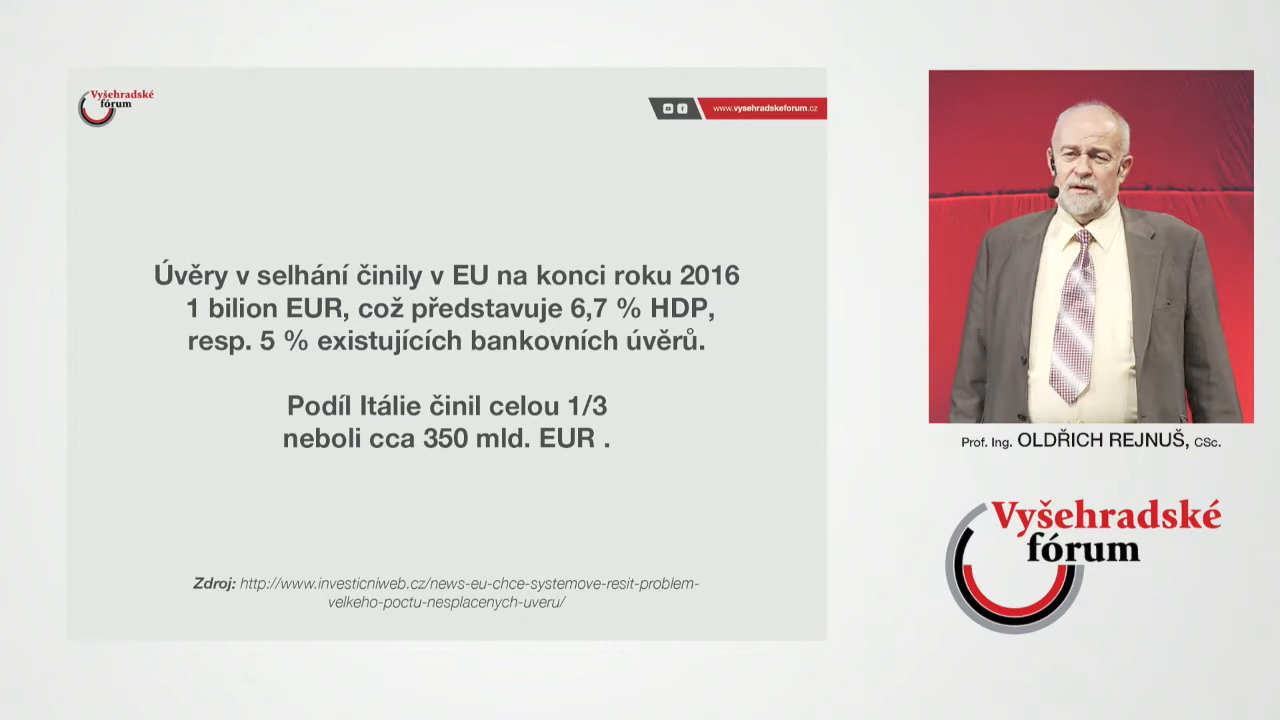 Vyšehradské
fórum
www.vysehradskeforum.cz
Úvěry v selhání činily v EU na konci roku 2016
1 bilion EUR, což představuje 6,7 % HDP,
resp. 5 % existujících bankovních úvěrů.
Podíl Itálie činil celou 1/3
neboli cca 350 mld. EUR .
Zdroj: http://www.investicniweb.cz/news-eu-chce-systemove-resit-problem-
velkeho-poctu-nesplacenych-uveru/
Prof. Ing. OLDŘICH REJNUŠ, CSc.
Vyšehradské
fórum